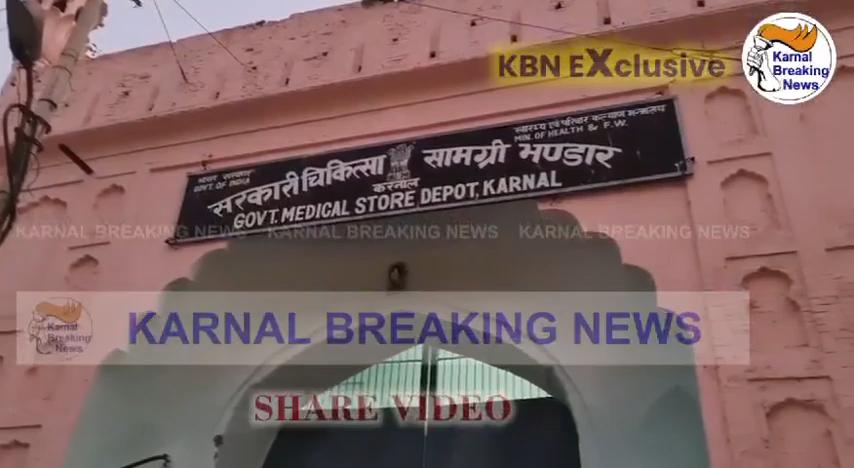 KBN EXclusive
Karnal
Breaking
News
भारत सरकार
GOVT. OF INDIA
स्वास्थ्य एवं परिवार कल्याण मन्त्रालय
MIN. OF HEALTH & F.W.
सरकारी चिकित्सा सामग्री भण्डार
करनाल
GOVT. MEDICAL STORE DEPOT, KARNAL
KARNAL BREAKING NEWS KARNAL BREAKING NEWS KARNAL BREAKING NEWS
Karnal
Breaking
News
KARNAL BREAKING NEWS
SHARE VIDEO